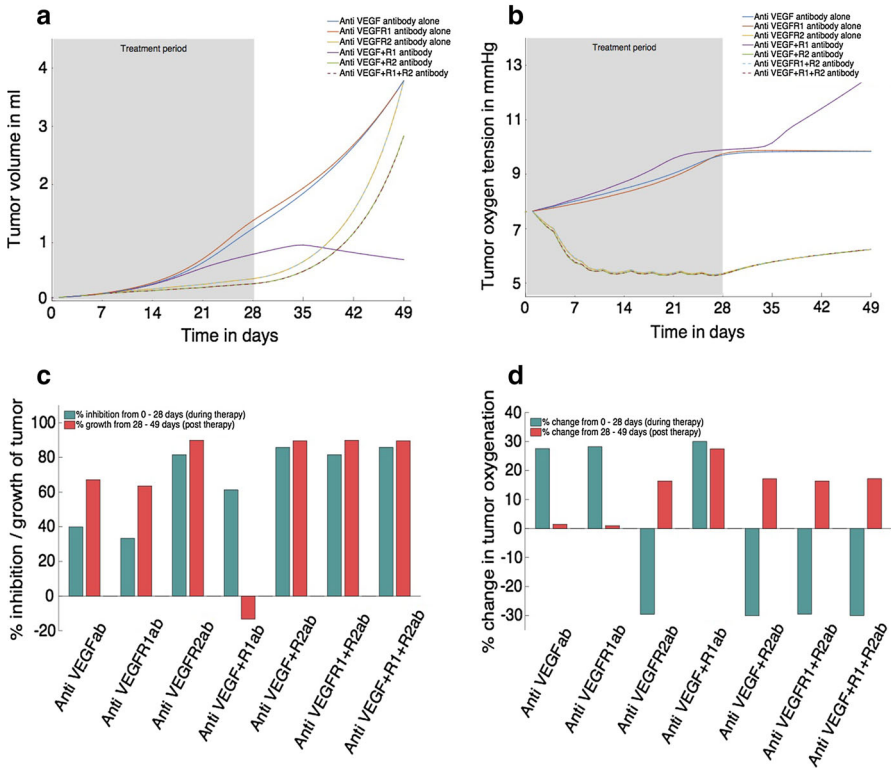 a
Anti VEGF antibody alone
Anti VEGFR1 antibody alone
Anti VEGFR2 antibody alone
Anti VEGF+R1 antibody
Anti VEGF+R2 antibody
Anti VEGF+R1+R2 antibody
Treatment period
Tumor volume in ml
4
3
2
1
0
0 7 14 21 28 35 42 49
Time in days
b
Anti VEGF antibody alone
Anti VEGFR1 antibody alone
Anti VEGFR2 antibody alone
Anti VEGF+R1 antibody
Anti VEGF+R2 antibody
Anti VEGFR1+R2 antibody
Anti VEGF+R1+R2 antibody
Treatment period
Tumor oxygen tension in mmHg
13
11
9
7
5
0 7 14 21 28 35 42 49
Time in days
c
% inhibition from 0 - 28 days (during therapy)
% growth from 28 - 49 days (post therapy)
% inhibition / growth of tumor
100
80
60
40
20
0
-20
Anti VEGFab
Anti VEGFR1ab
Anti VEGFR2ab
Anti VEGF+R1ab
Anti VEGF+R2ab
Anti VEGFR1+R2ab
Anti VEGF+R1+R2ab
d
% change from 0 - 28 days (during therapy)
% change from 28 - 49 days (post therapy)
% change in tumor oxygenation
40
30
20
10
0
-10
-20
-30
Anti VEGFab
Anti VEGFR1ab
Anti VEGFR2ab
Anti VEGF+R1ab
Anti VEGF+R2ab
Anti VEGFR1+R2ab
Anti VEGF+R1+R2ab